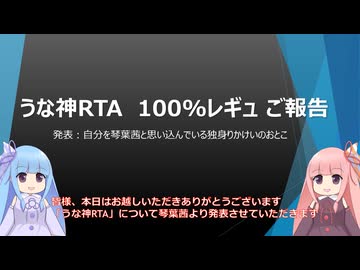 うな神RTA 100%レギュ ご報告
発表：自分を琴葉茜と思い込んでいる独身りかけいのおとこ
皆様、本日はお越しいただきありがとうございます
「うな神RTA」について琴葉茜より発表させていただきます